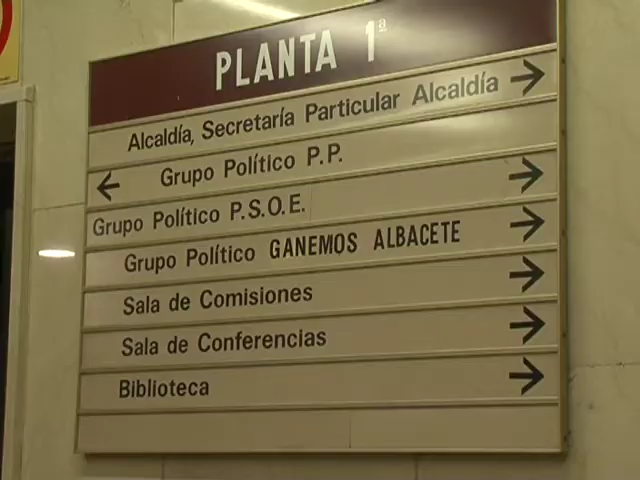 PLANTA 1ª
Alcaldía, Secretaría Particular Alcaldía →
← Grupo Político P.P.
Grupo Político P.S.O.E. →
Grupo Político GANEMOS ALBACETE →
Sala de Comisiones →
Sala de Conferencias →
Biblioteca →